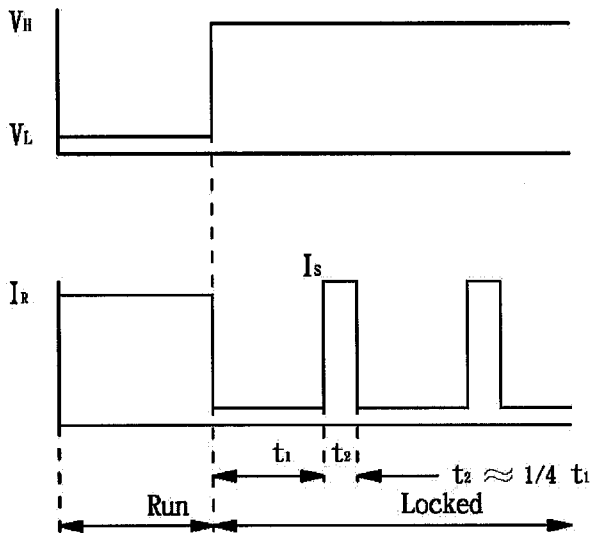 VH
VL
IS
IR
t1
t2
t2 ≈ 1/4 t1
Run
Locked